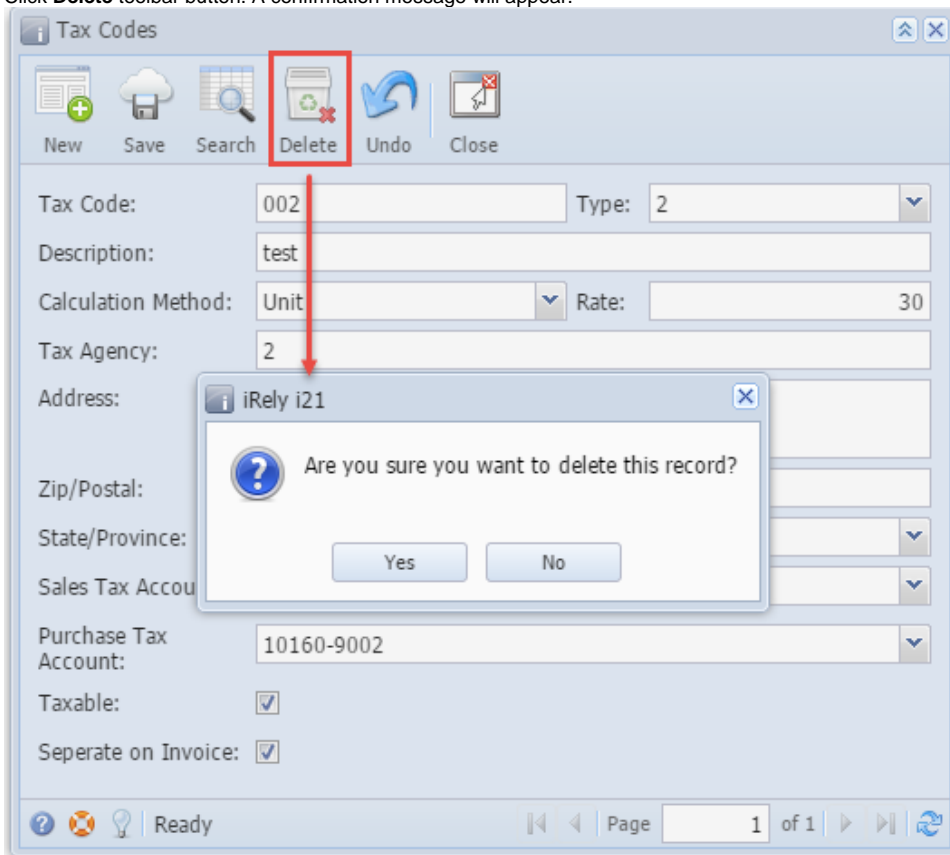 Click Delete toolbar button. A confirmation message will appear.
Tax Codes
New Save Search Delete Undo Close
Tax Code: 002 Type: 2
Description: test
Calculation Method: Unit Rate: 30
Tax Agency: 2
Address:
iRely i21
Are you sure you want to delete this record?
Zip/Postal:
State/Province:
Yes No
Sales Tax Accou
Purchase Tax
Account: 10160-9002
Taxable:
Seperate on Invoice:
Ready Page 1 of 1